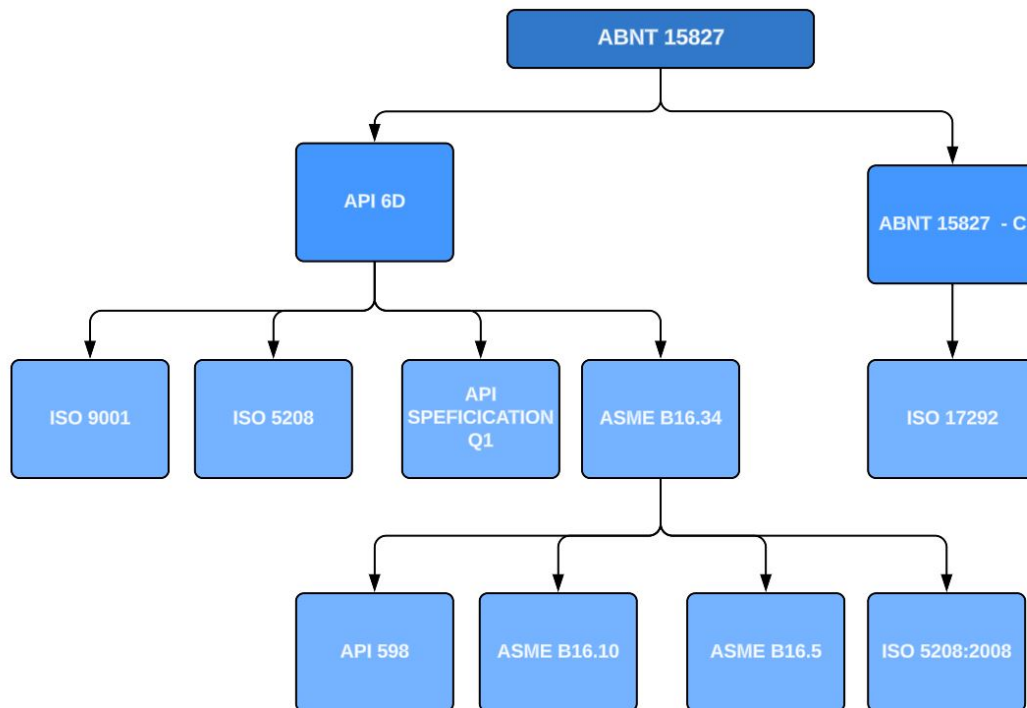 ABNT 15827
API 6D
ABNT 15827 - C
ISO 9001
ISO 5208
API
SPEFICICATION
Q1
ASME B16.34
ISO 17292
API 598
ASME B16.10
ASME B16.5
ISO 5208:2008